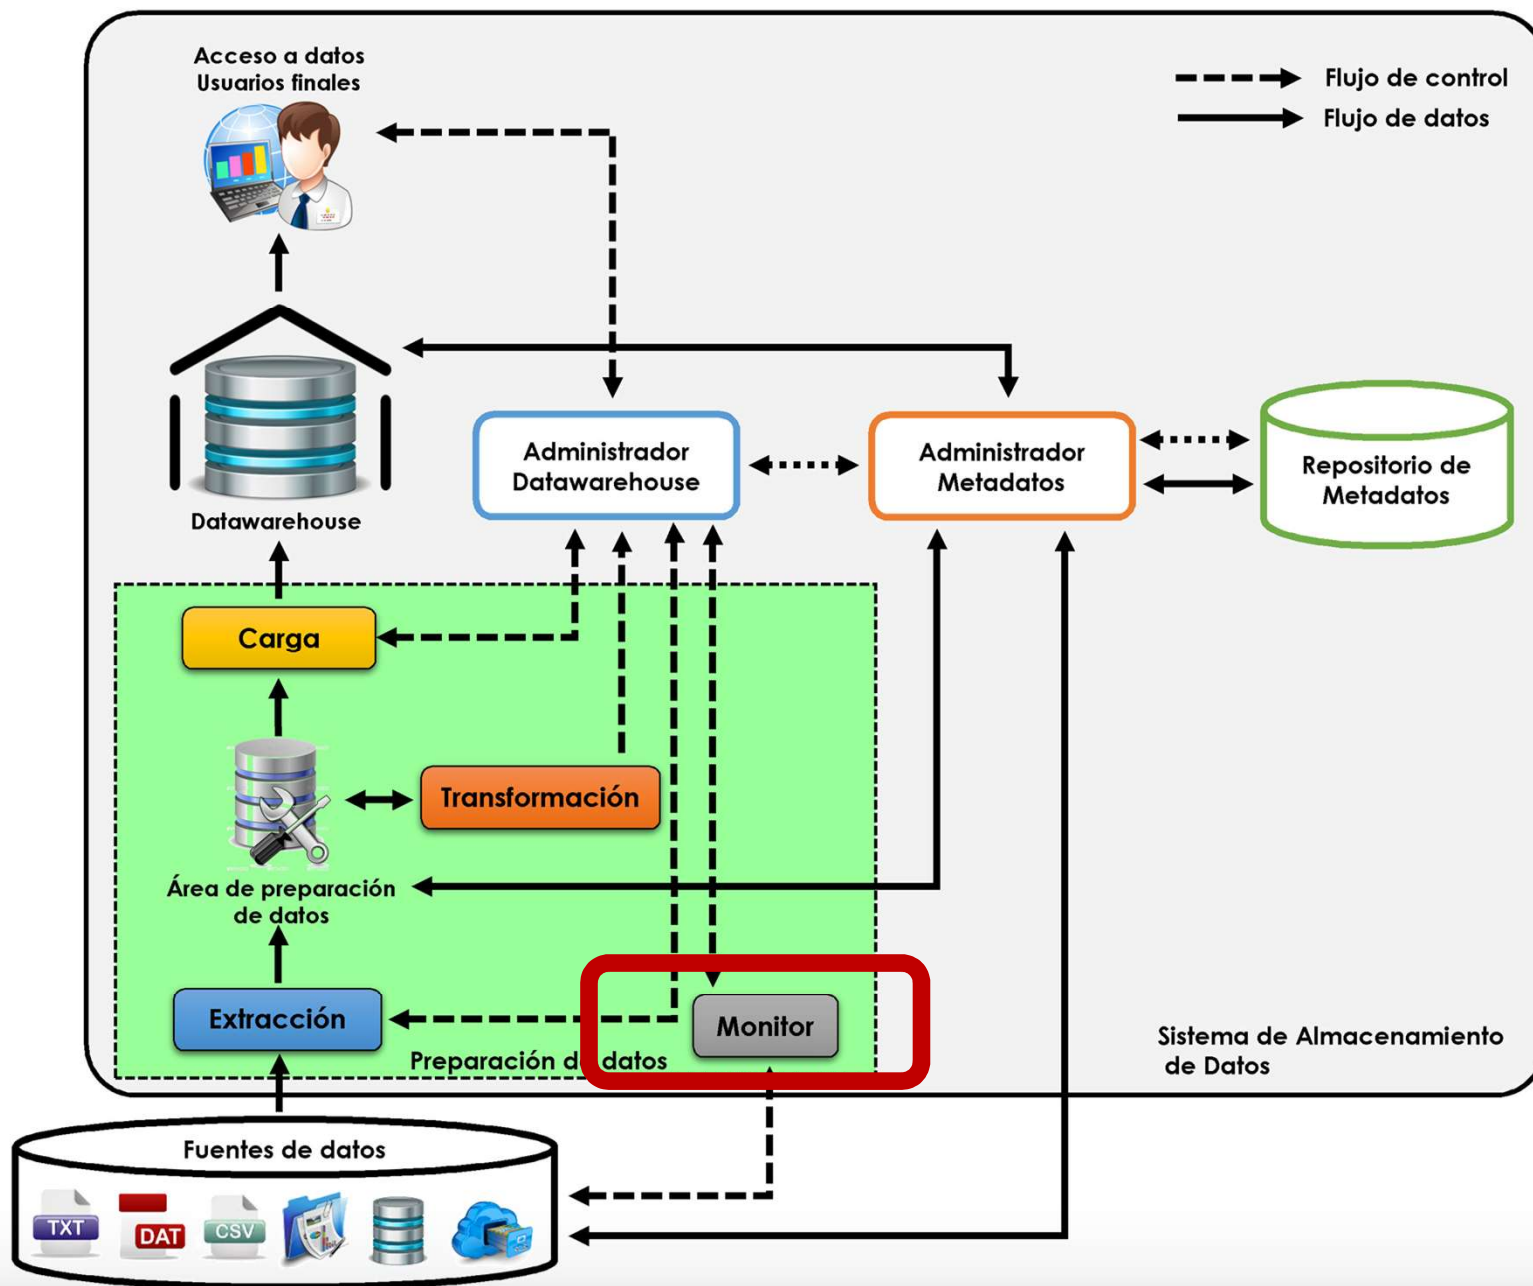 Acceso a datos
Usuarios finales
Flujo de control
Flujo de datos
Datawarehouse
Administrador
Datawarehouse
Administrador
Metadatos
Repositorio de
Metadatos
Carga
Transformación
Área de preparación
de datos
Extracción
Monitor
Preparación de datos
Sistema de Almacenamiento
de Datos
Fuentes de datos
TXT
DAT
CSV